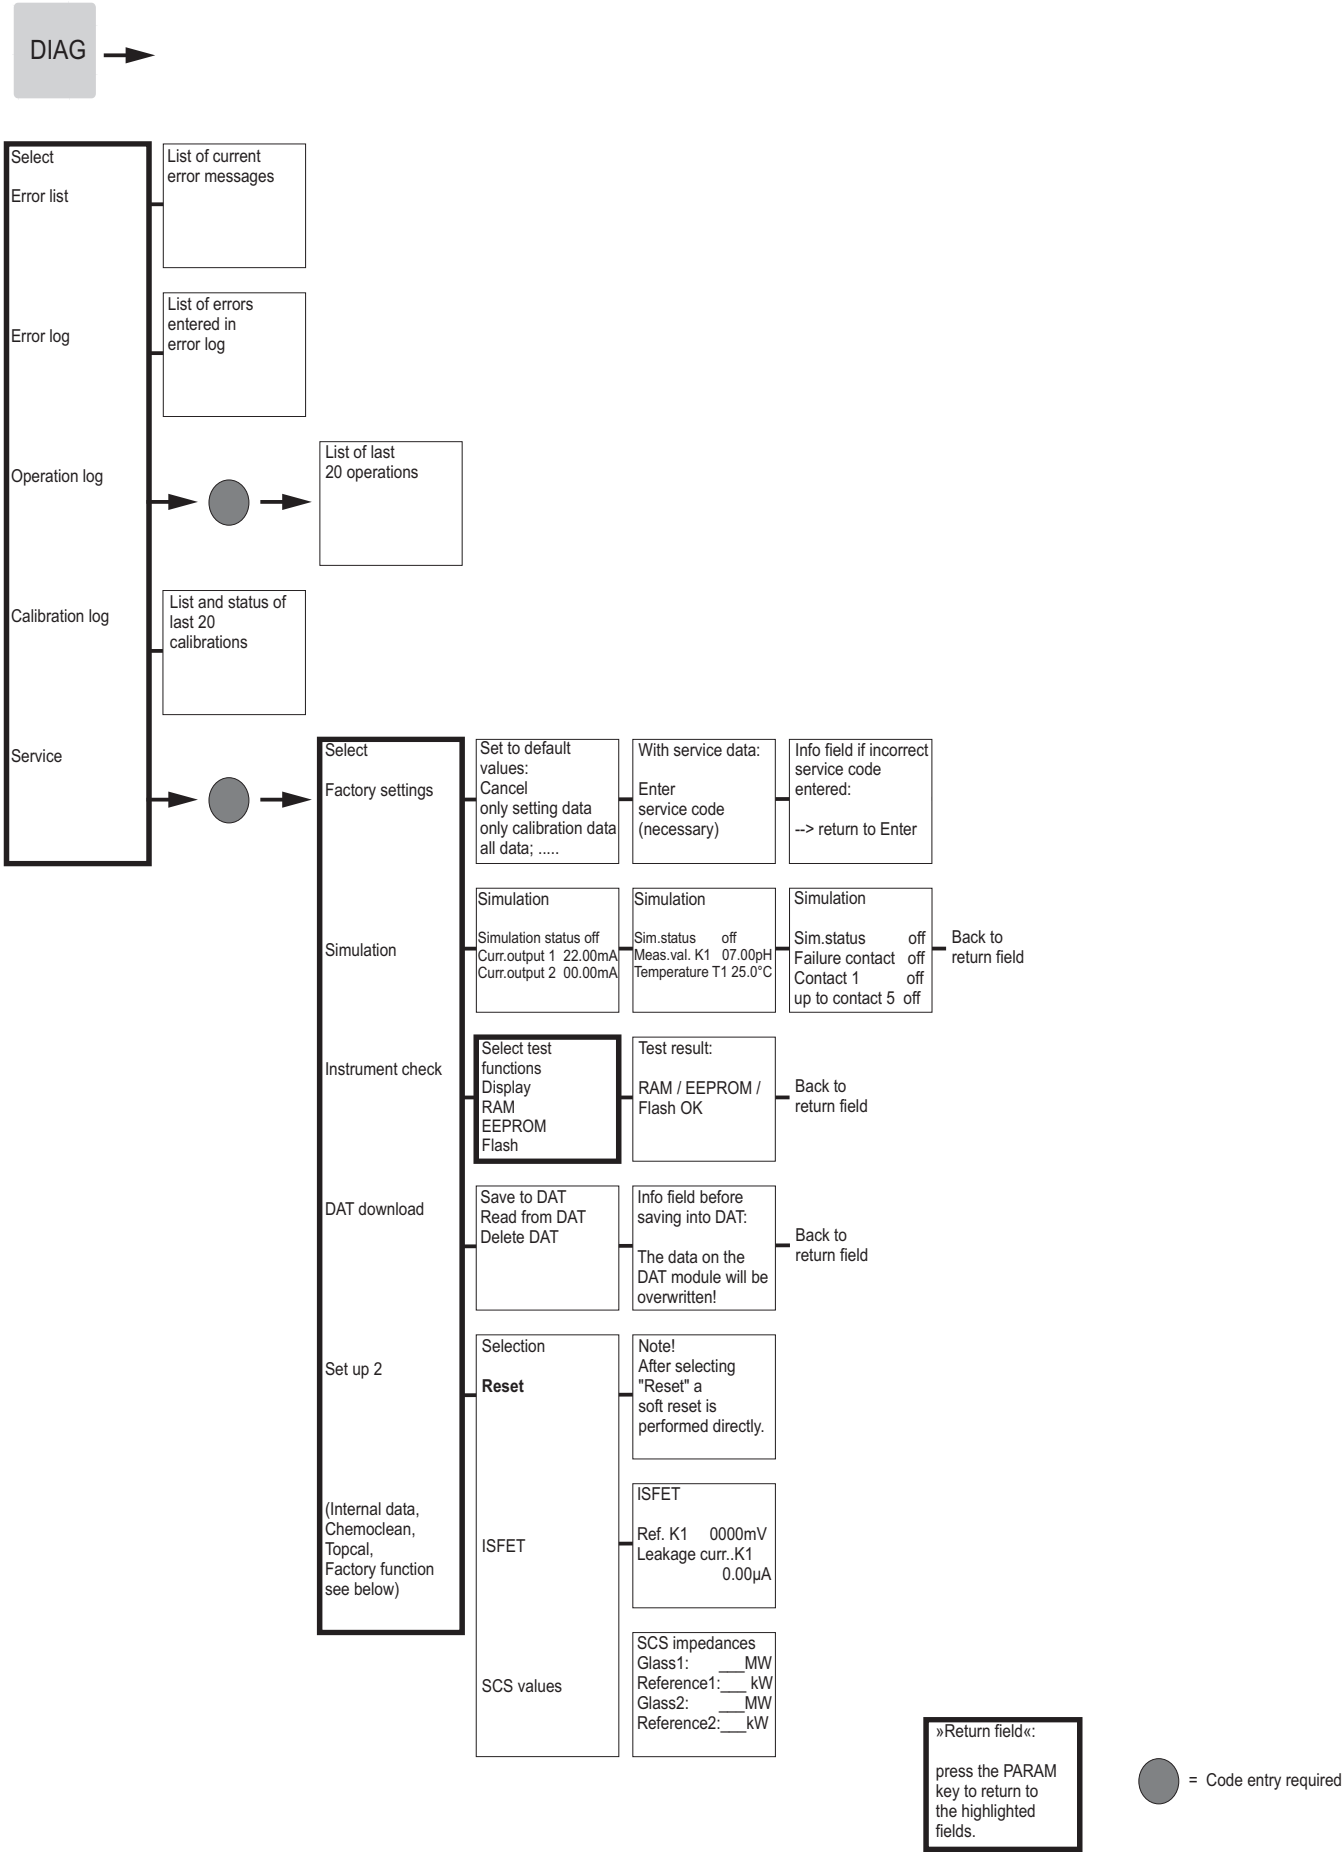 DIAG
Select
Error list
List of current
error messages
Error log
List of errors
entered in
error log
Operation log
List of last
20 operations
Calibration log
List and status of
last 20
calibrations
Service
Select
Factory settings
Set to default
values:
Cancel
only setting data
only calibration data
all data; .....
With service data:
Enter
service code
(necessary)
Info field if incorrect
service code
entered:
--> return to Enter
Simulation
Simulation
Simulation status off
Curr.output 1 22.00mA
Curr.output 2 00.00mA
Simulation
Sim.status off
Meas.val. K1 07.00pH
Temperature T1 25.0°C
Simulation
Sim.status off
Failure contact off
Contact 1 off
up to contact 5 off
Back to
return field
Instrument check
Select test
functions
Display
RAM
EEPROM
Flash
Test result:
RAM / EEPROM /
Flash OK
Back to
return field
DAT download
Save to DAT
Read from DAT
Delete DAT
Info field before
saving into DAT:
The data on the
DAT module will be
overwritten!
Back to
return field
Set up 2
Selection
Reset
Note!
After selecting
"Reset" a
soft reset is
performed directly.
(Internal data,
Chemoclean,
Topcal,
Factory function
see below)
ISFET
ISFET
Ref. K1 0000mV
Leakage curr..K1
0.00µA
SCS values
SCS impedances
Glass1: ___MW
Reference1:___ kW
Glass2: ___MW
Reference2:___kW
»Return field«:
press the PARAM
key to return to
the highlighted
fields.
= Code entry required